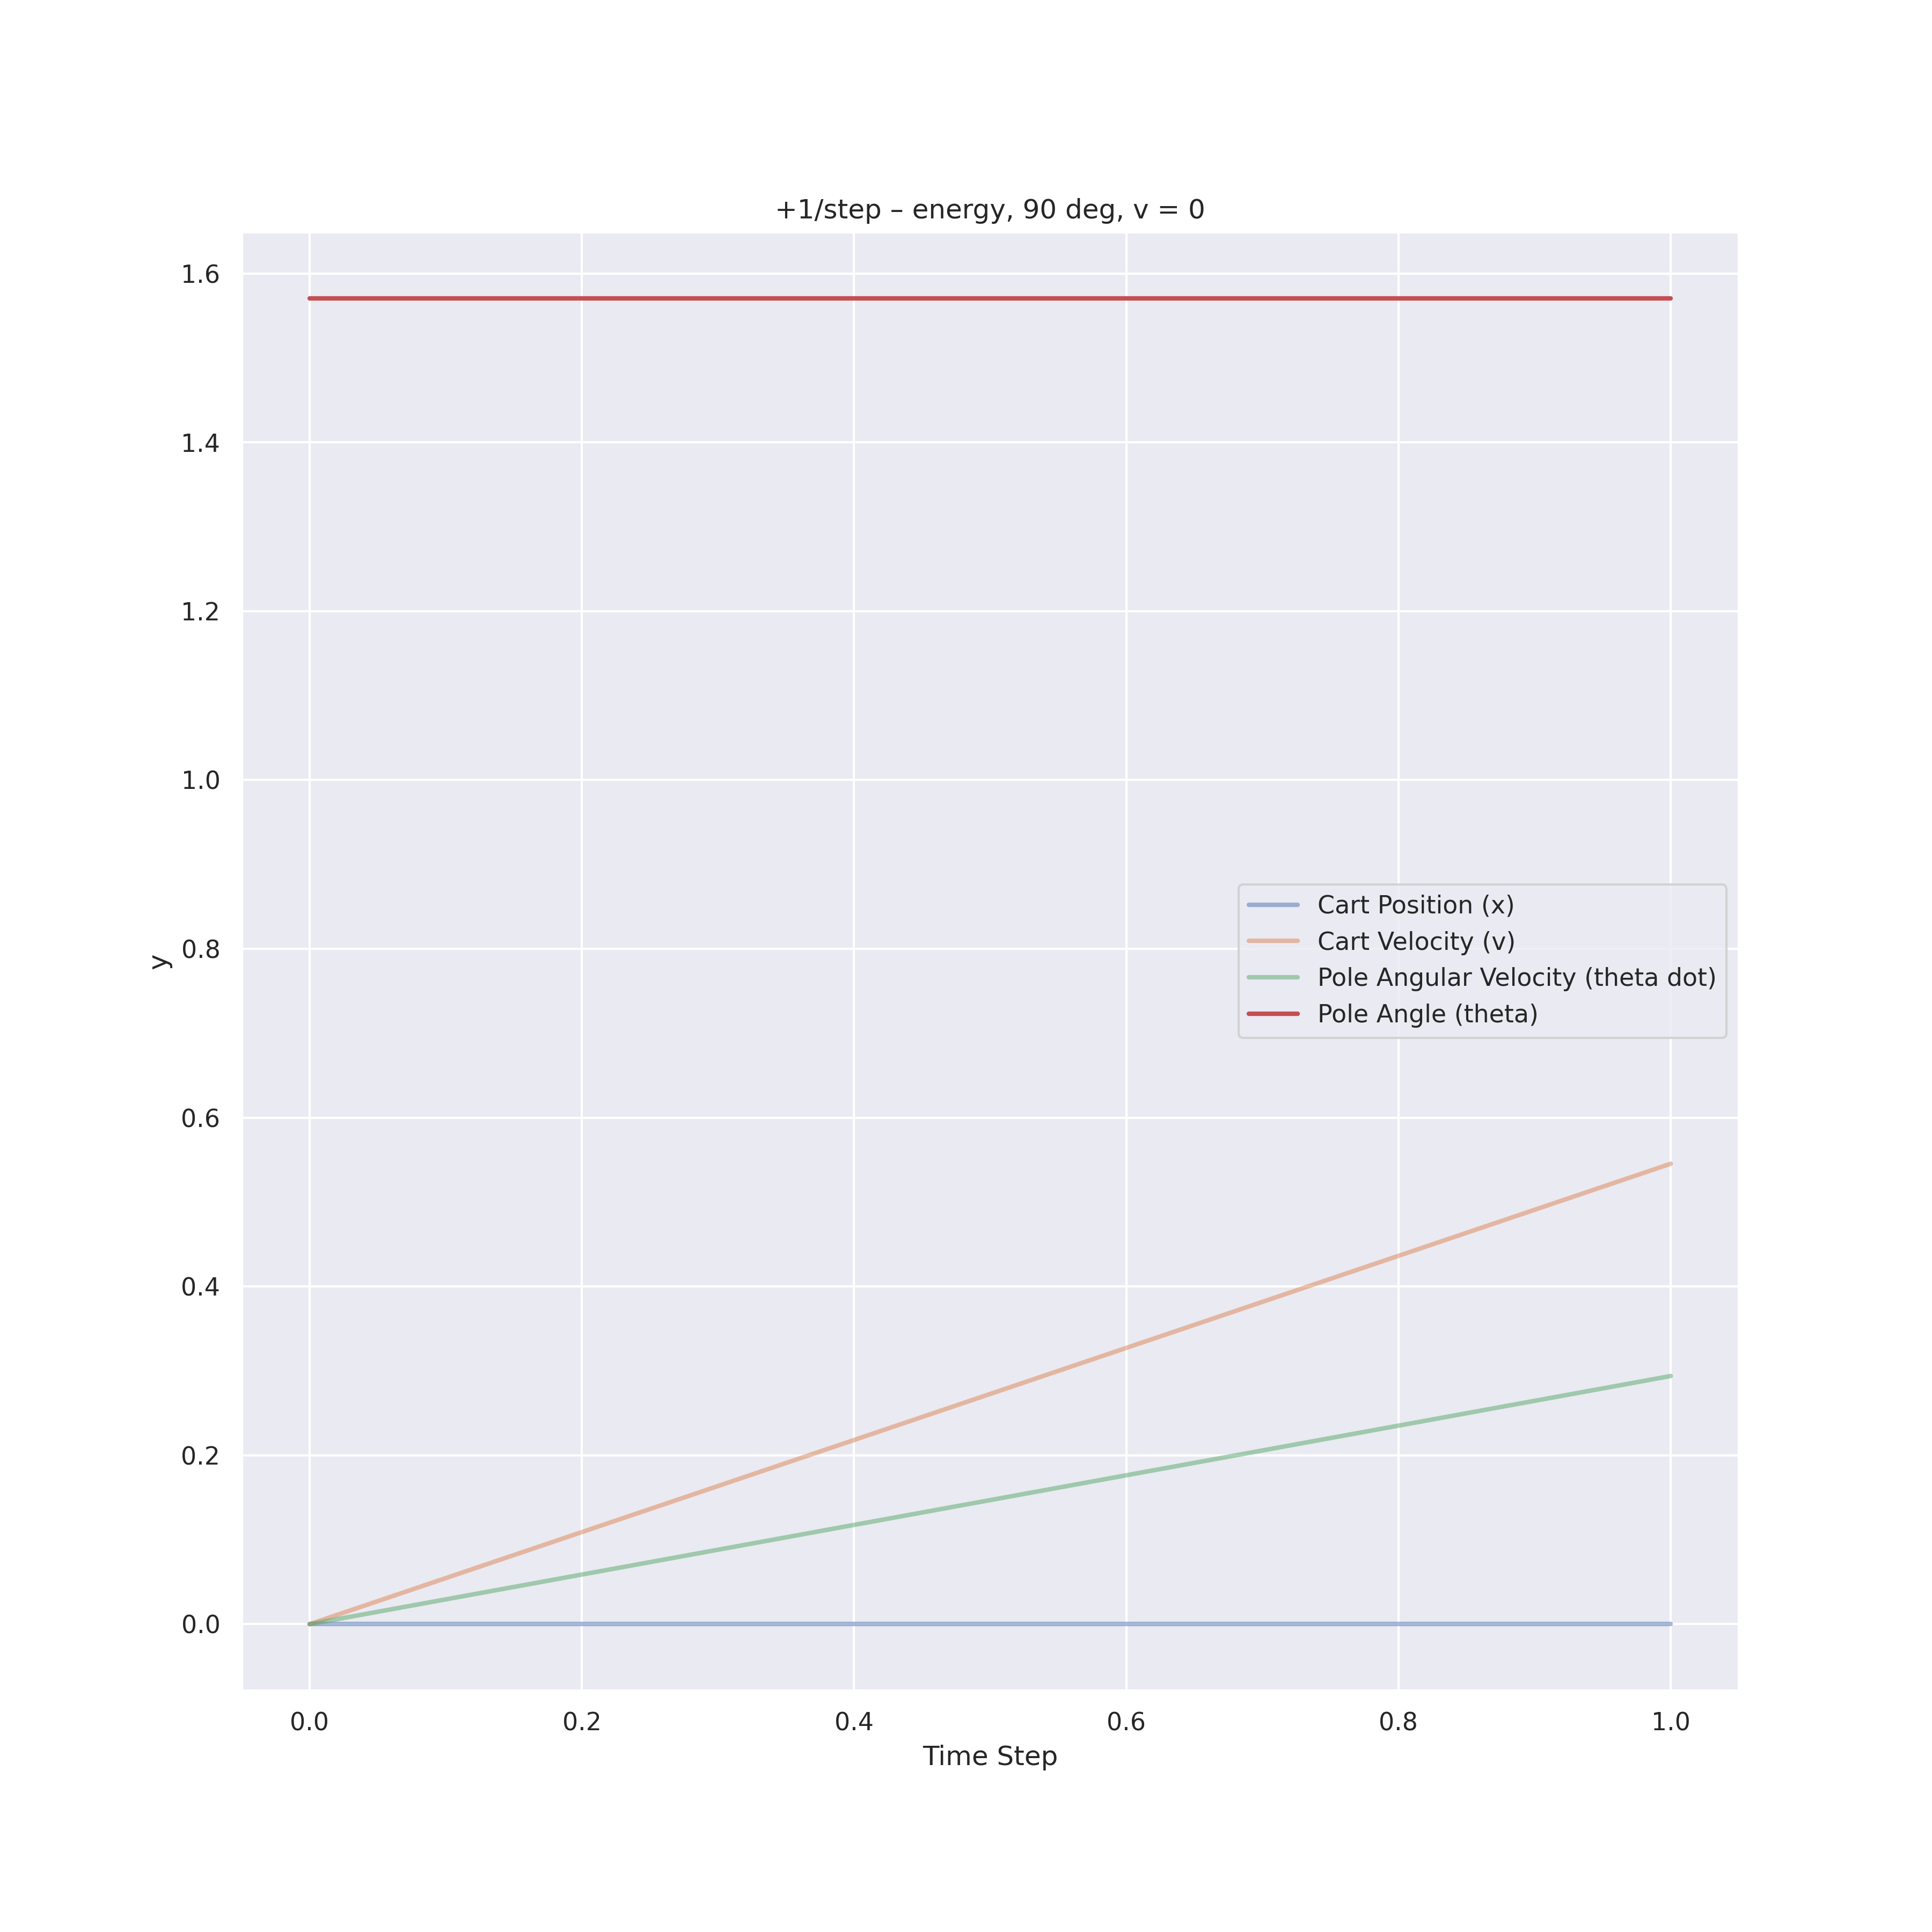 +1/step – energy, 90 deg, v = 0
1.6
1.4
1.2
1.0
0.8
0.6
0.4
0.2
0.0
y
Cart Position (x)
Cart Velocity (v)
Pole Angular Velocity (theta dot)
Pole Angle (theta)
0.0 0.2 0.4 0.6 0.8 1.0
Time Step